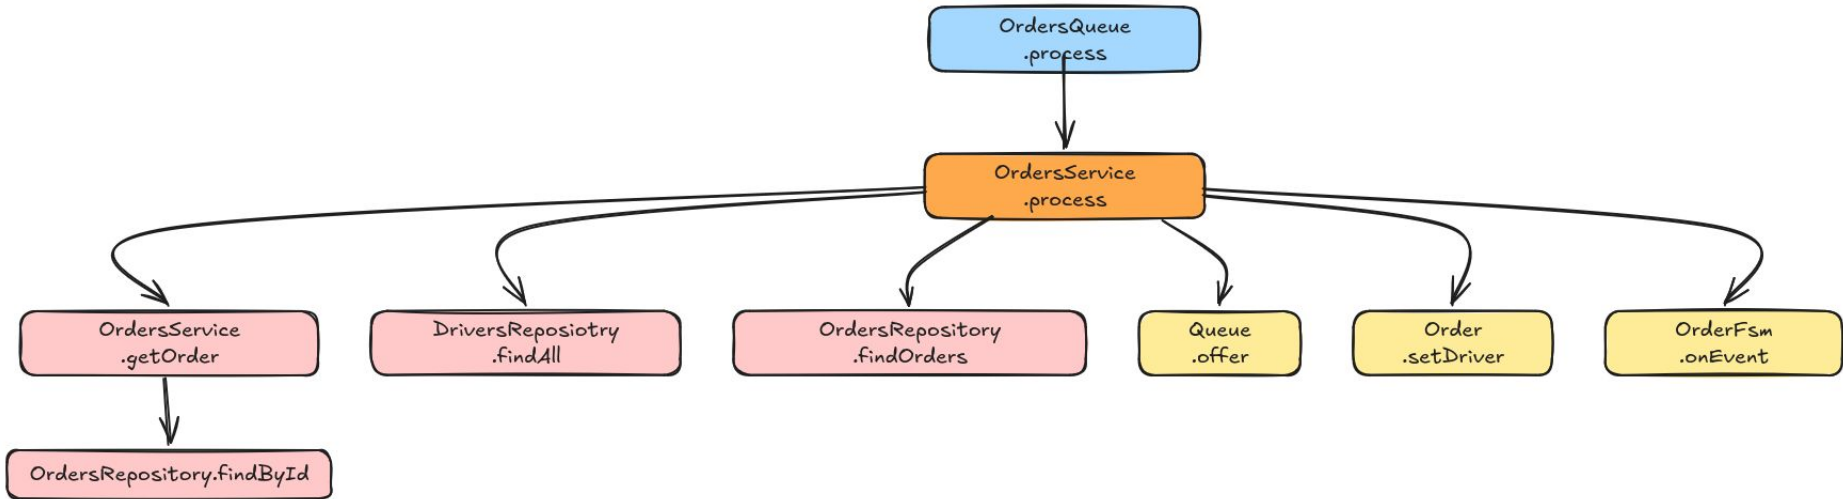 OrdersQueue
.process
OrdersService
.process
OrdersService
.getOrder
DriversReposiotry
.findAll
OrdersRepository
.findOrders
Queue
.offer
Order
.setDriver
OrderFsm
.onEvent
OrdersRepository.findById